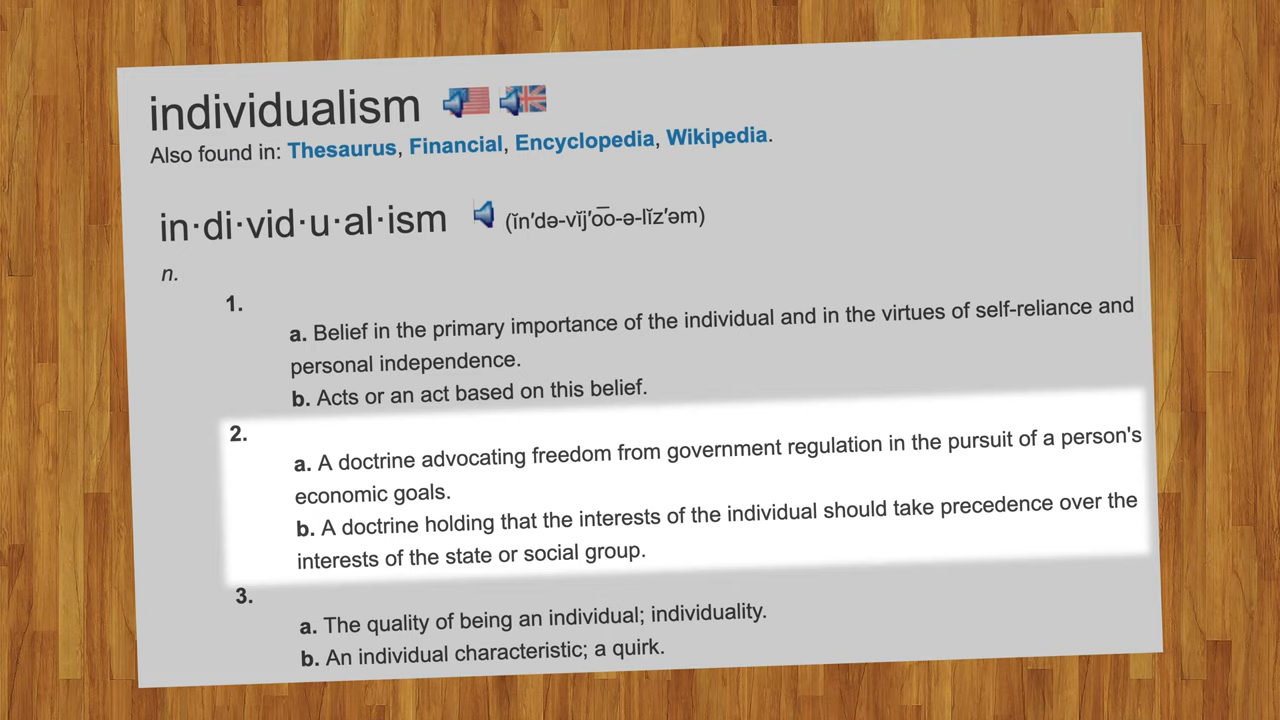 individualism
Also found in: Thesaurus, Financial, Encyclopedia, Wikipedia.
in·di·vid·u·al·ism (ĭn′də-vĭj′o͞o-ə-lĭz′əm)
n.
1.
a. Belief in the primary importance of the individual and in the virtues of self-reliance and
personal independence.
b. Acts or an act based on this belief.
2.
a. A doctrine advocating freedom from government regulation in the pursuit of a person's
economic goals.
b. A doctrine holding that the interests of the individual should take precedence over the
interests of the state or social group.
3.
a. The quality of being an individual; individuality.
b. An individual characteristic; a quirk.